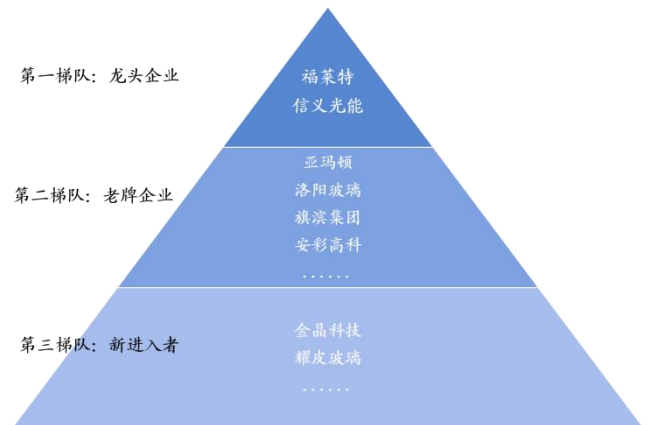 第一梯队：龙头企业
福莱特
信义光能
第二梯队：老牌企业
亚玛顿
洛阳玻璃
旗滨集团
安彩高科
......
第三梯队：新进入者
金晶科技
耀皮玻璃
......